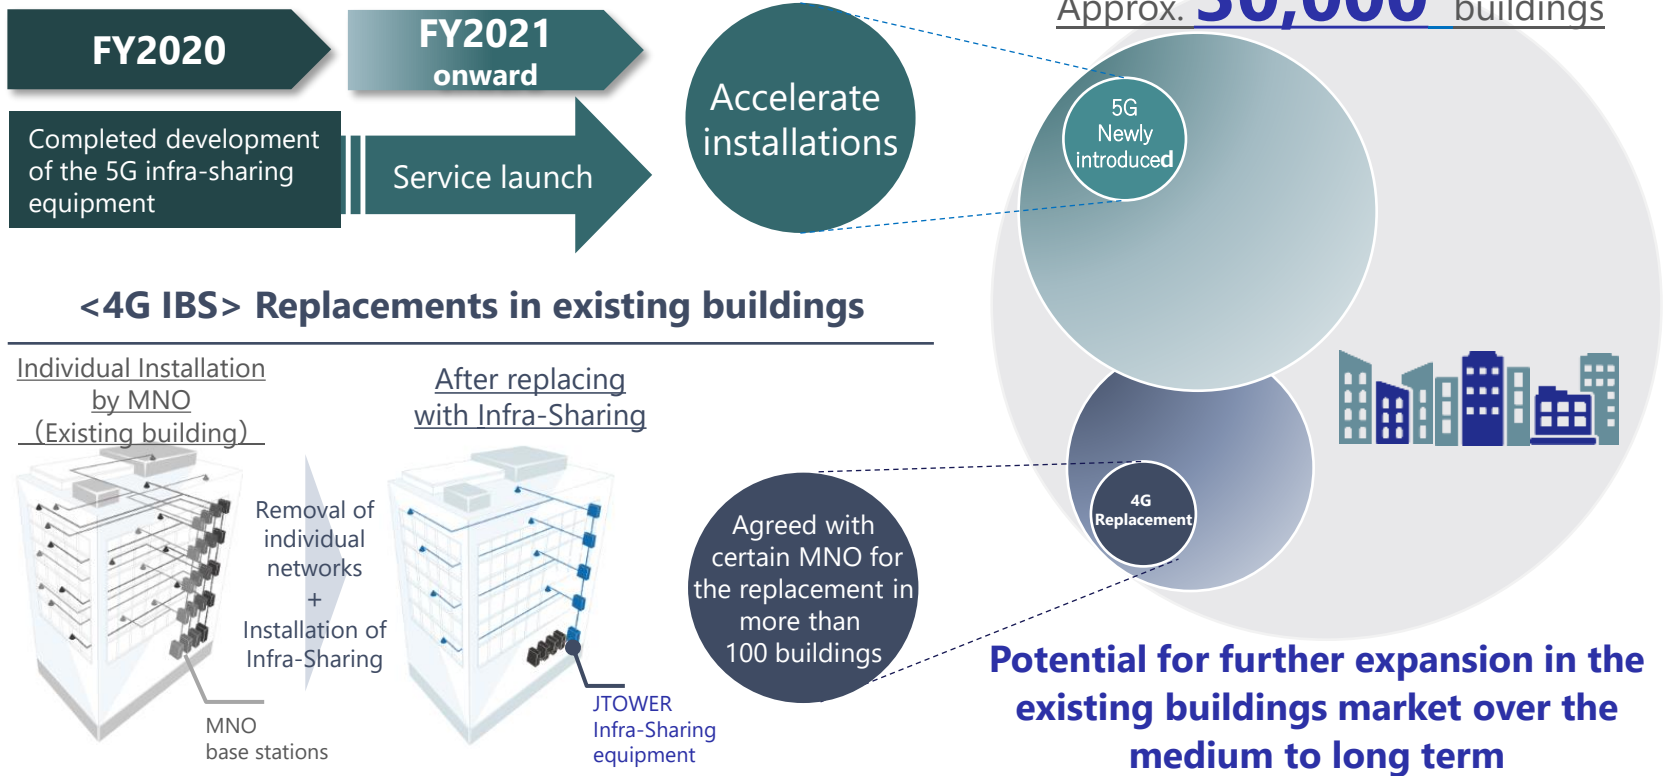 Approx. buildings
FY2020
FY2021
onward
Completed development
of the 5G infra-sharing
equipment
Service launch
Accelerate
installations
5G
Newly
introduced
<4G IBS> Replacements in existing buildings
Individual Installation
by MNO
（Existing building）
After replacing
with Infra-Sharing
Removal of
individual
networks
+
Installation of
Infra-Sharing
MNO
base stations
JTOWER
Infra-Sharing
equipment
Agreed with
certain MNO for
the replacement in
more than
100 buildings
4G
Replacement
Potential for further expansion in the
existing buildings market over the
medium to long term